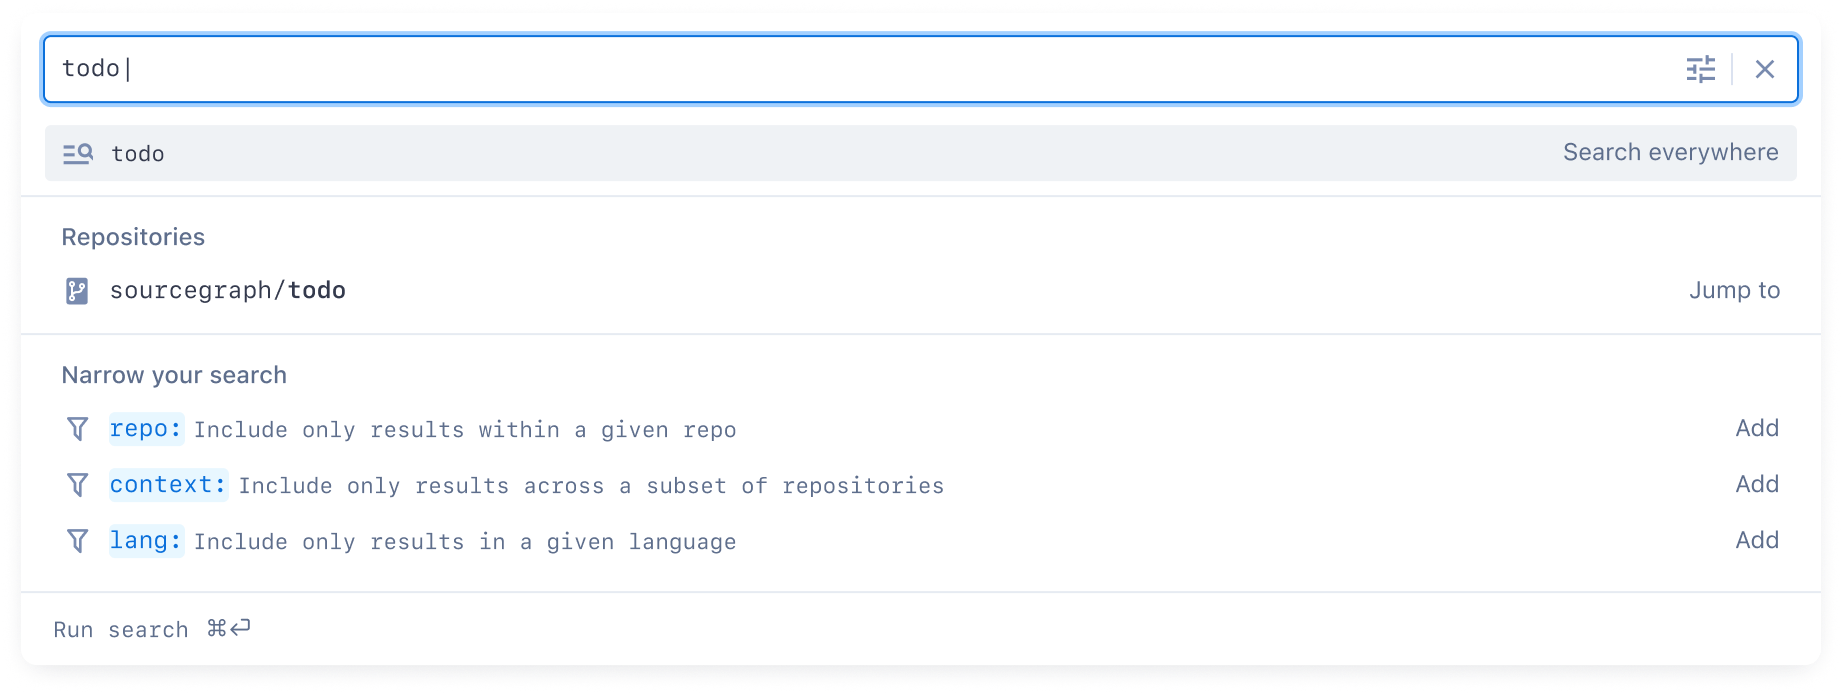 todo
todo Search everywhere
Repositories
sourcegraph/todo Jump to
Narrow your search
repo: Include only results within a given repo Add
context: Include only results across a subset of repositories Add
lang: Include only results in a given language Add
Run search ⌘⏎